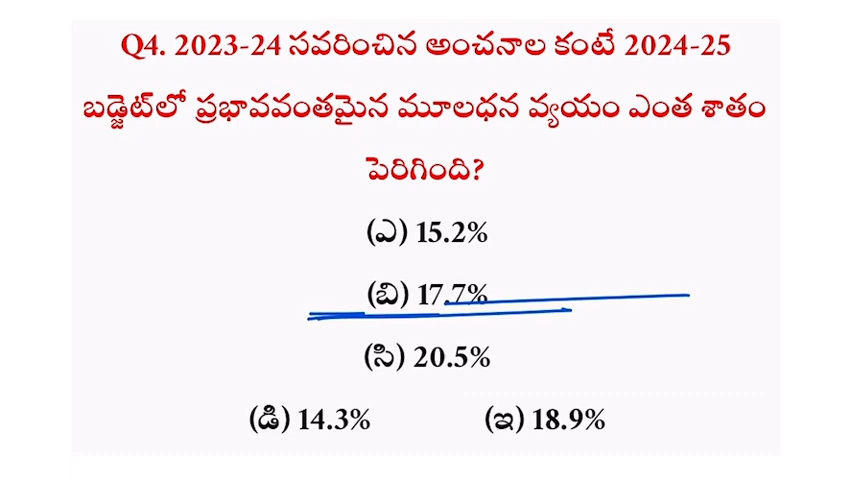 Q4. 2023-24 సవరించిన అంచనాల కంటే 2024-25
బడ్జెట్‌లో ప్రభావవంతమైన మూలధన వ్యయం ఎంత శాతం
పెరిగింది?
(ఎ) 15.2%
(బి) 17.7%
(సి) 20.5%
(డి) 14.3% (ఇ) 18.9%